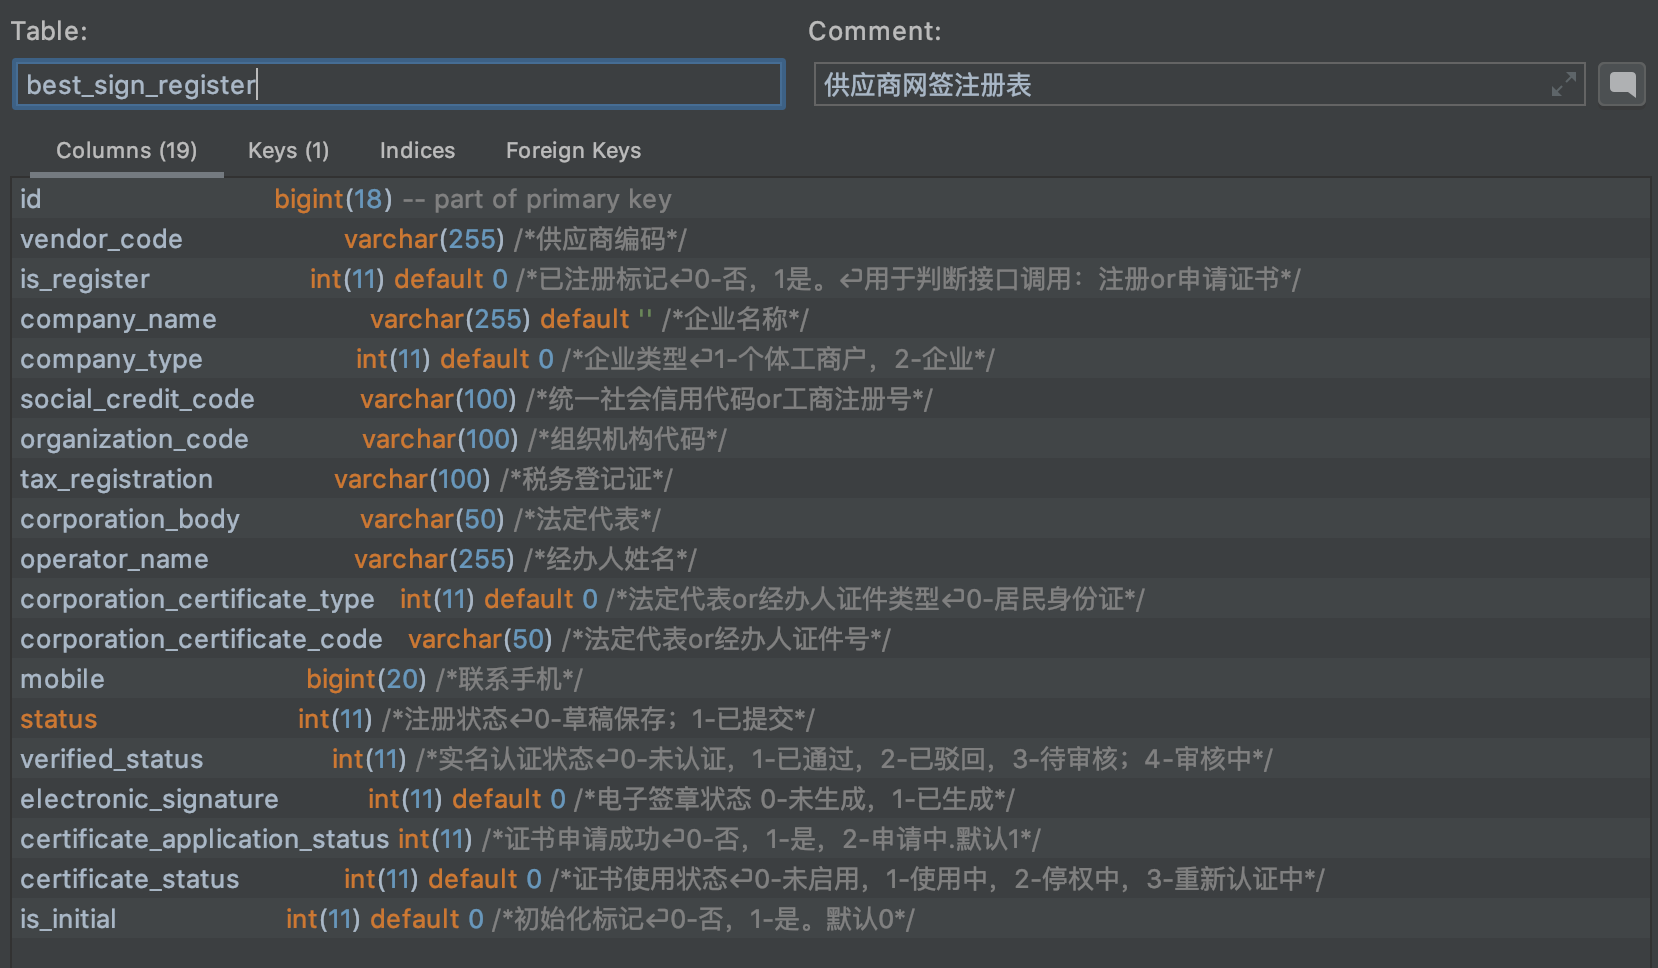 Table:
Comment:
best_sign_register
供应商网签注册表
Columns (19) Keys (1) Indices Foreign Keys
id bigint(18) -- part of primary key
vendor_code varchar(255) /*供应商编码*/
is_register int(11) default 0 /*已注册标记↩0-否，1是。↩用于判断接口调用：注册or申请证书*/
company_name varchar(255) default '' /*企业名称*/
company_type int(11) default 0 /*企业类型↩1-个体工商户，2-企业*/
social_credit_code varchar(100) /*统一社会信用代码or工商注册号*/
organization_code varchar(100) /*组织机构代码*/
tax_registration varchar(100) /*税务登记证*/
corporation_body varchar(50) /*法定代表*/
operator_name varchar(255) /*经办人姓名*/
corporation_certificate_type int(11) default 0 /*法定代表or经办人证件类型↩0-居民身份证*/
corporation_certificate_code varchar(50) /*法定代表or经办人证件号*/
mobile bigint(20) /*联系手机*/
status int(11) /*注册状态↩0-草稿保存；1-已提交*/
verified_status int(11) /*实名认证状态↩0-未认证，1-已通过，2-已驳回，3-待审核；4-审核中*/
electronic_signature int(11) default 0 /*电子签章状态 0-未生成，1-已生成*/
certificate_application_status int(11) /*证书申请成功↩0-否，1-是，2-申请中.默认1*/
certificate_status int(11) default 0 /*证书使用状态↩0-未启用，1-使用中，2-停权中，3-重新认证中*/
is_initial int(11) default 0 /*初始化标记↩0-否，1-是。默认0*/